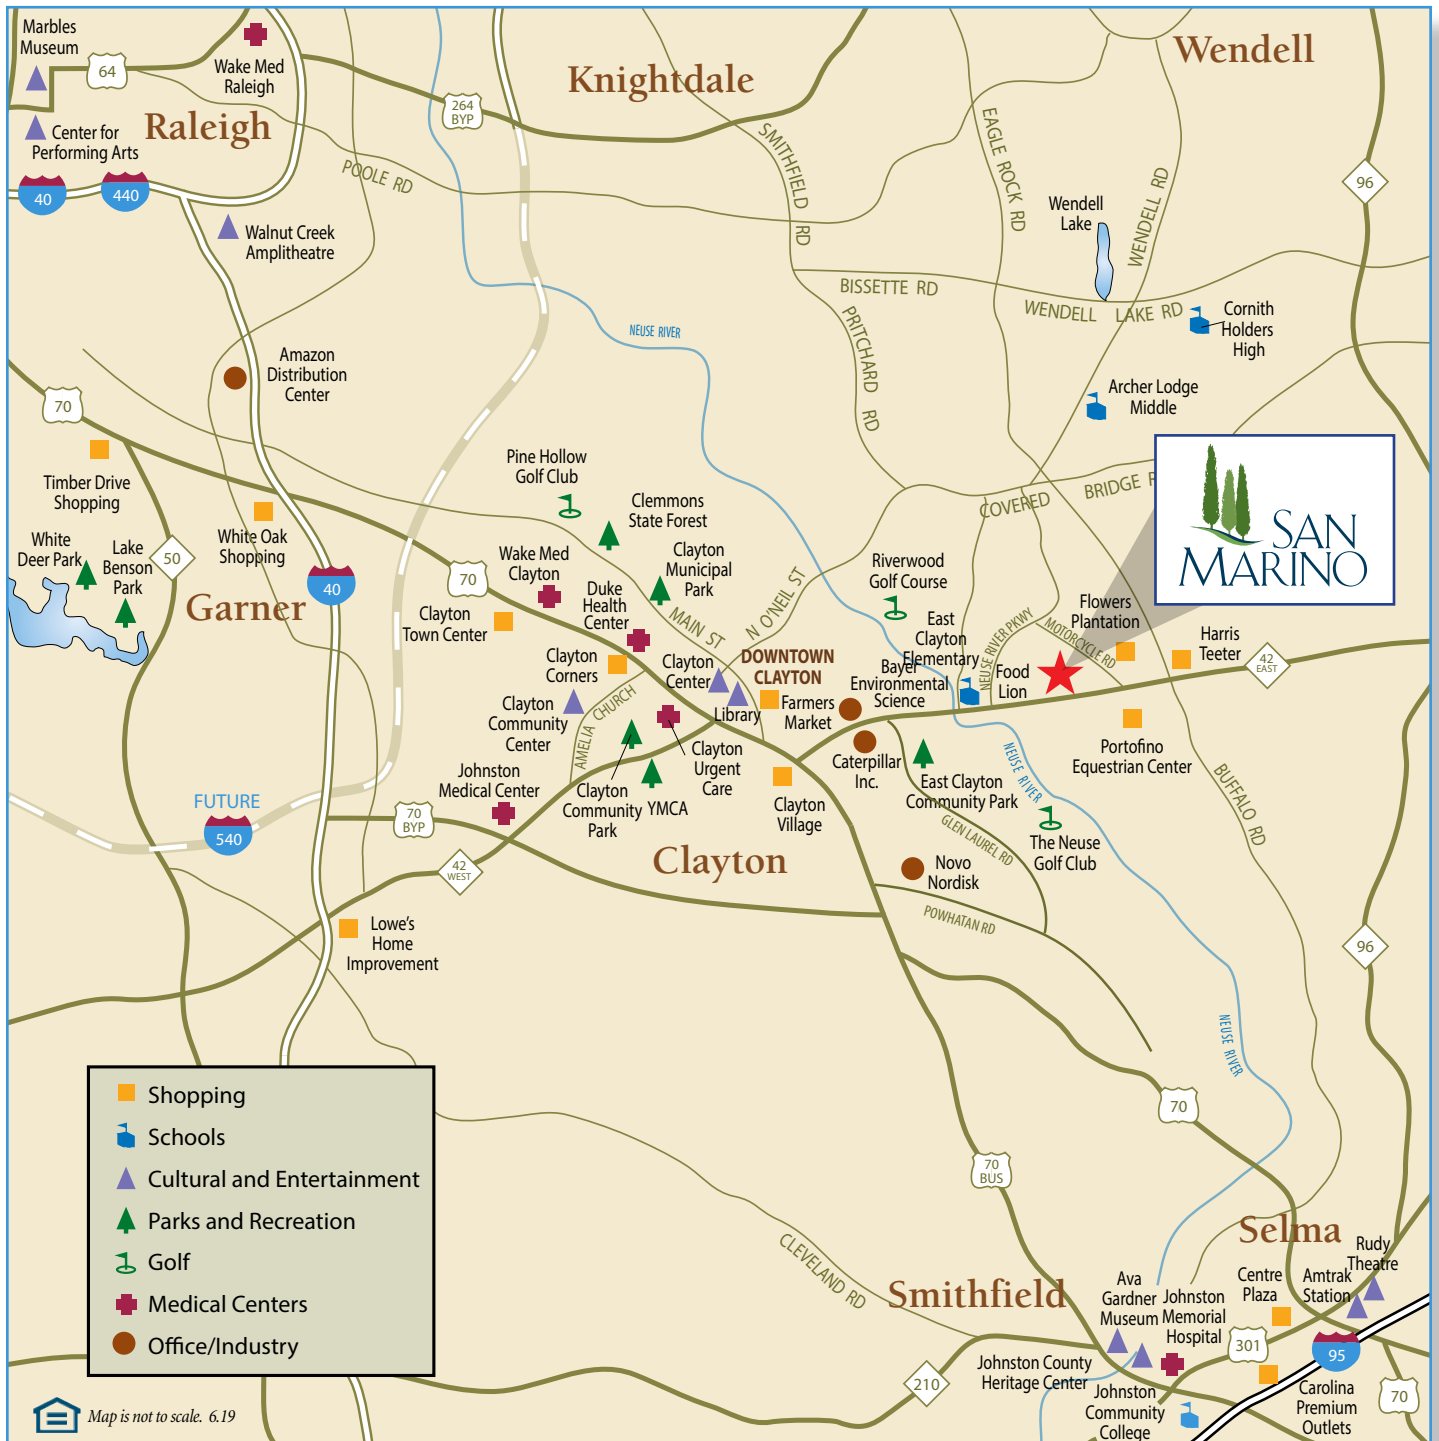 Marbles
Museum
64
Wake Med
Raleigh
Raleigh
Center for
Performing Arts
40
440
Walnut Creek
Amplitheatre
POOLE RD
264
BYP
Knightdale
Wendell
SMITHFIELD
RD
EAGLE ROCK RD
WENDELL RD
Wendell
Lake
96
BISSETTE RD
WENDELL LAKE RD
Cornith
Holders
High
NEUSE RIVER
PRITCHARD
RD
Archer Lodge
Middle
Amazon
Distribution
Center
70
Timber Drive
Shopping
White Oak
Shopping
White
Deer Park
Lake
Benson
Park
50
Garner
40
Pine Hollow
Golf Club
Clemmons
State Forest
Wake Med
Clayton
Clayton
Municipal
Park
Duke
Health
Center
70
Clayton
Town Center
Clayton
Corners
MAIN ST
N O'NEIL ST
COVERED
BRIDGE R
SAN
MARINO
Riverwood
Golf Course
East
Clayton
Elementary
NEUSE RIVER PKWY
MOTORCYCLE RD
Flowers
Plantation
Harris
Teeter
42
EAST
Food
Lion
DOWNTOWN
CLAYTON
Clayton
Center
Library
Farmers
Market
Bayer
Environmental
Science
Clayton
Community
Center
AMELIA CHURCH
Clayton
Urgent
Care
Caterpillar
Inc.
East Clayton
Community Park
NEUSE RIVER
Portofino
Equestrian Center
BUFFALO RD
Johnston
Medical Center
Clayton
Community
Park
YMCA
Clayton
Village
FUTURE
540
70
BYP
42
WEST
Clayton
GLEN LAUREL RD
The Neuse
Golf Club
Novo
Nordisk
POWHATAN RD
Lowe's
Home
Improvement
96
NEUSE RIVER
70
70
BUS
Shopping
Schools
Cultural and Entertainment
Parks and Recreation
Golf
Medical Centers
Office/Industry
CLEVELAND RD
Smithfield
Selma
Rudy
Theatre
Amtrak
Station
Centre
Plaza
Ava
Gardner
Museum
Johnston
Memorial
Hospital
301
95
Johnston County
Heritage Center
210
Johnston
Community
College
Carolina
Premium
Outlets
70
Map is not to scale. 6.19